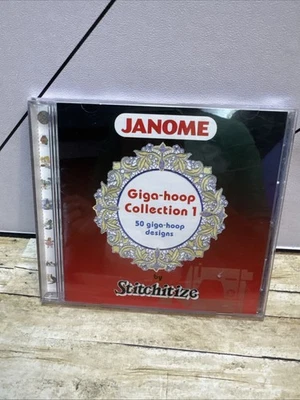 JANOME
Giga-hoop
Collection 1
50 giga-hoop
designs
by
Stitchitize